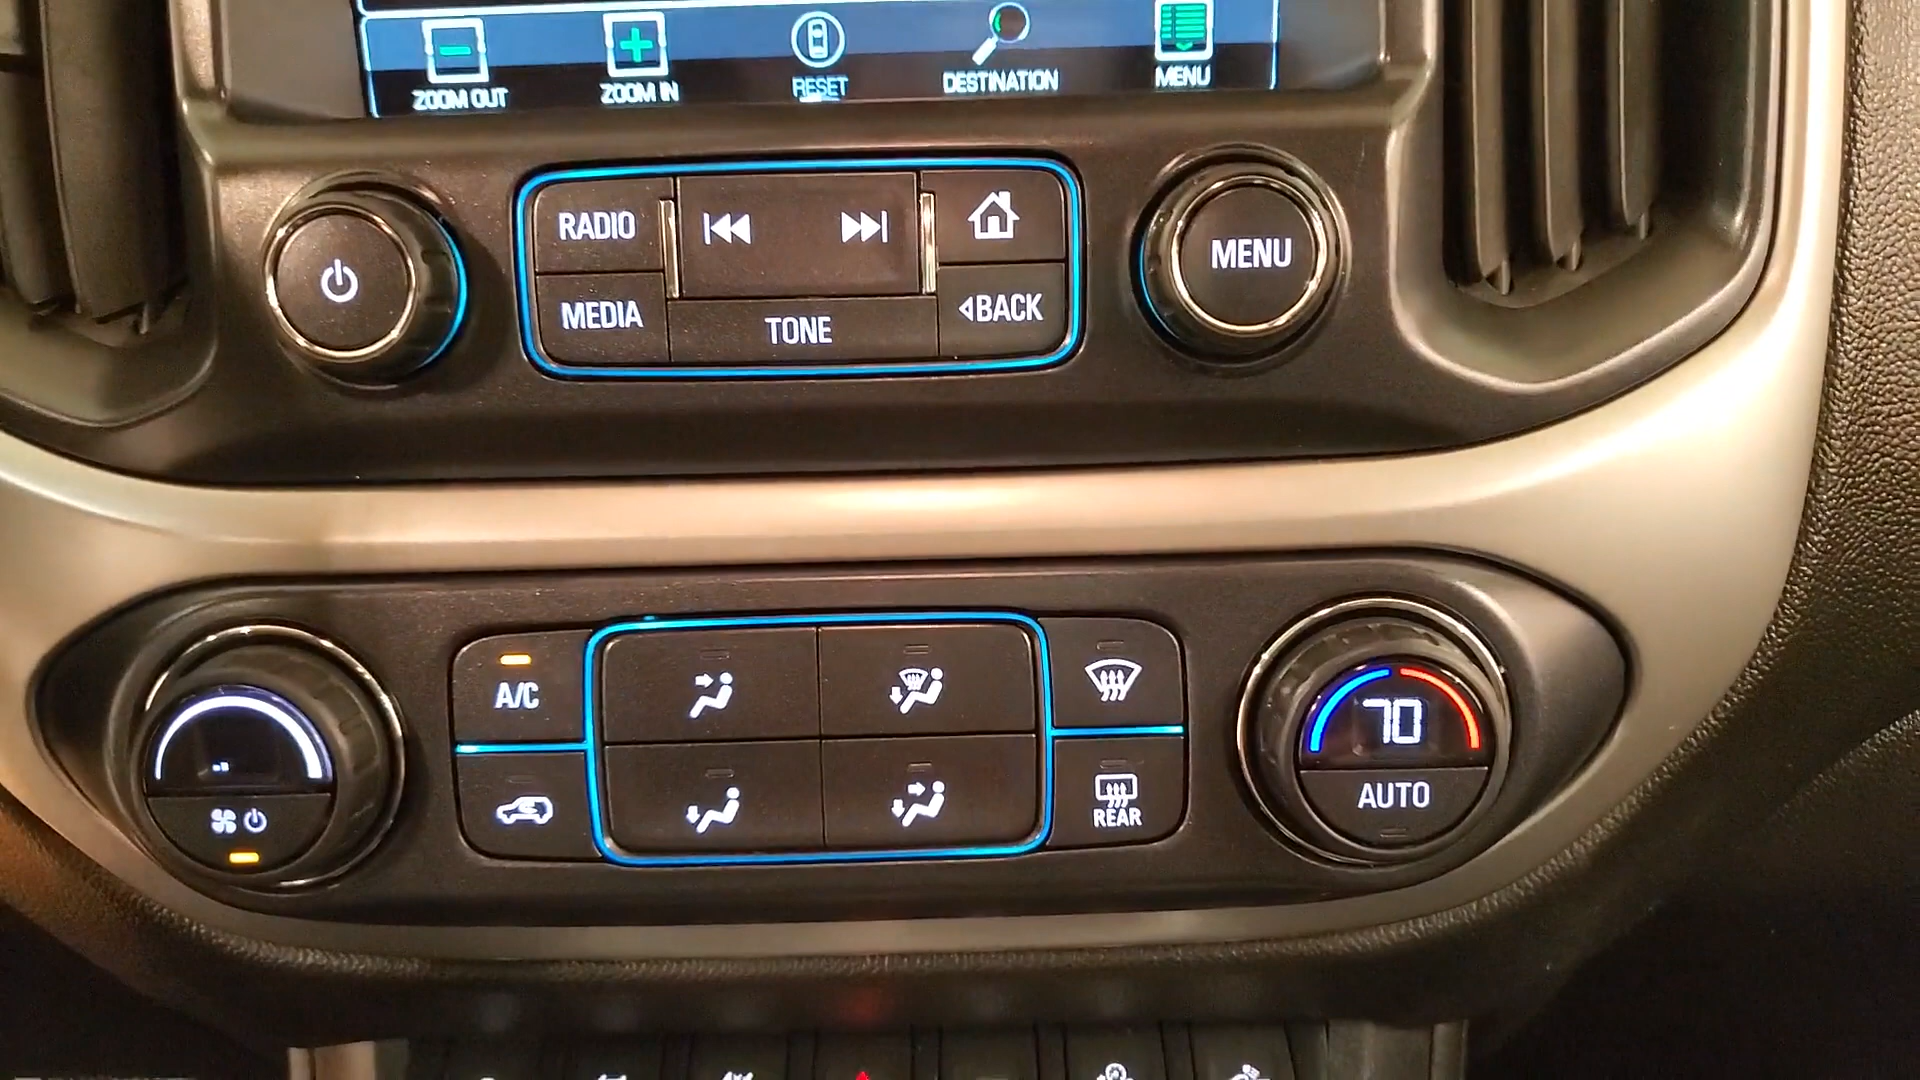 ZOOM OUT
ZOOM IN
RESET
DESTINATION
MENU
RADIO
MEDIA
TONE
BACK
MENU
A/C
REAR
70
AUTO